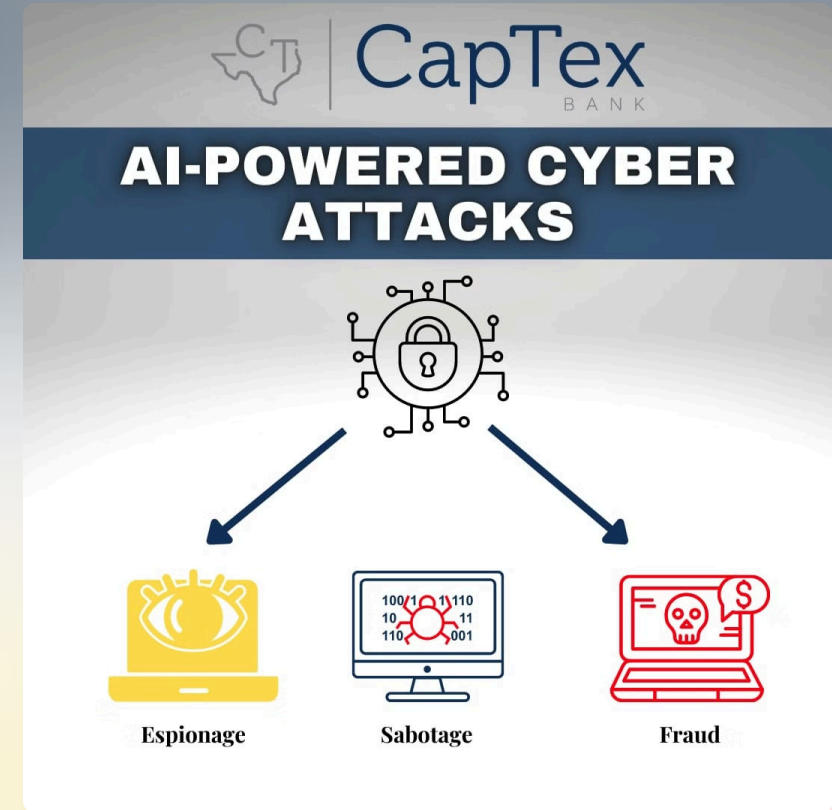 CT
CapTex
BANK
AI-POWERED CYBER
ATTACKS
100 1 1 110
10 11
110 001
$
Espionage
Sabotage
Fraud